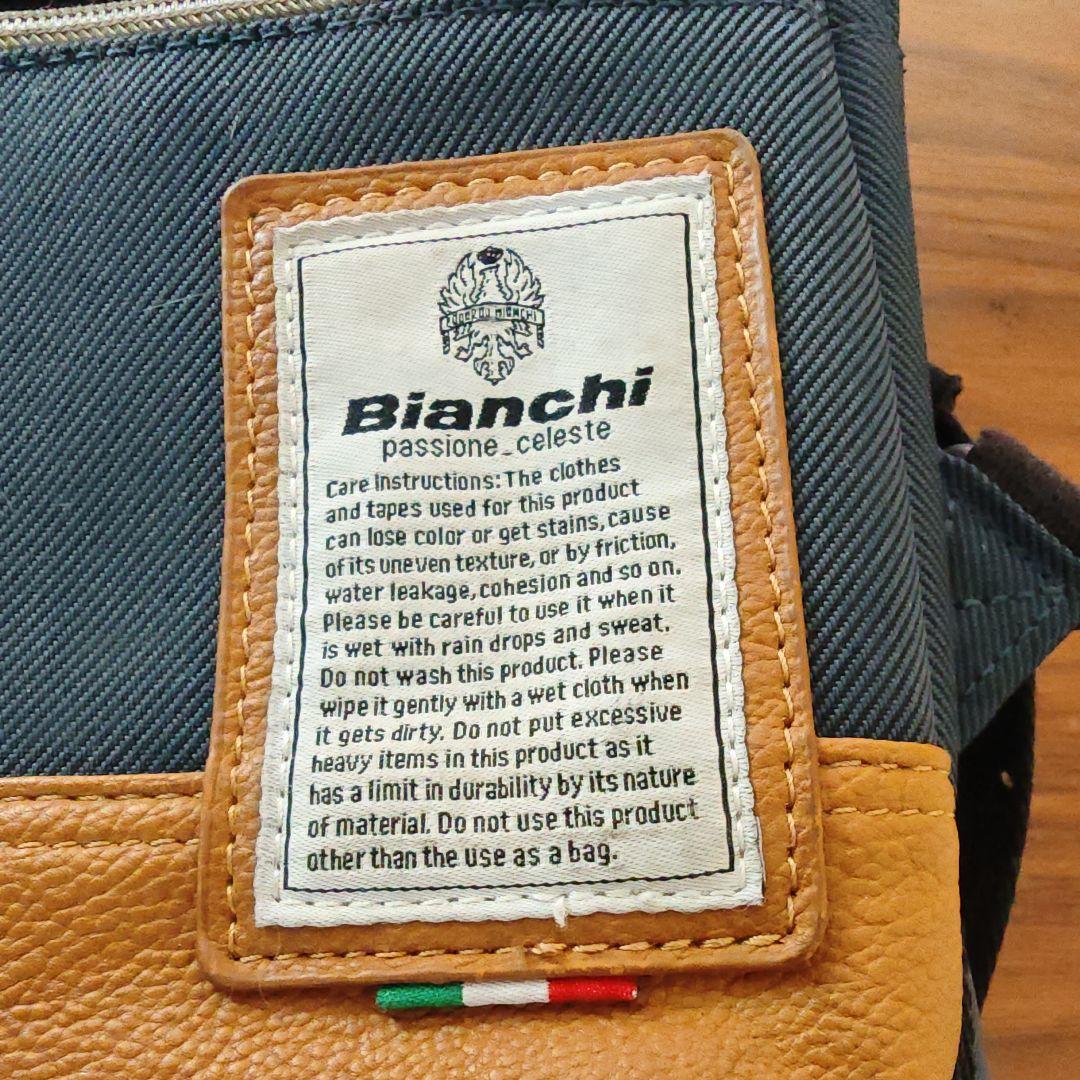 EDOARDO BIANCHI
Bianchi
passione_celeste
Care Instructions: The clothes
and tapes used for this product
can lose color or get stains, cause
of its uneven texture, or by friction,
water leakage, cohesion and so on.
Please be careful to use it when it
is wet with rain drops and sweat.
Do not wash this product. Please
wipe it gently with a wet cloth when
it gets dirty. Do not put excessive
heavy items in this product as it
has a limit in durability by its nature
of material. Do not use this product
other than the use as a bag.